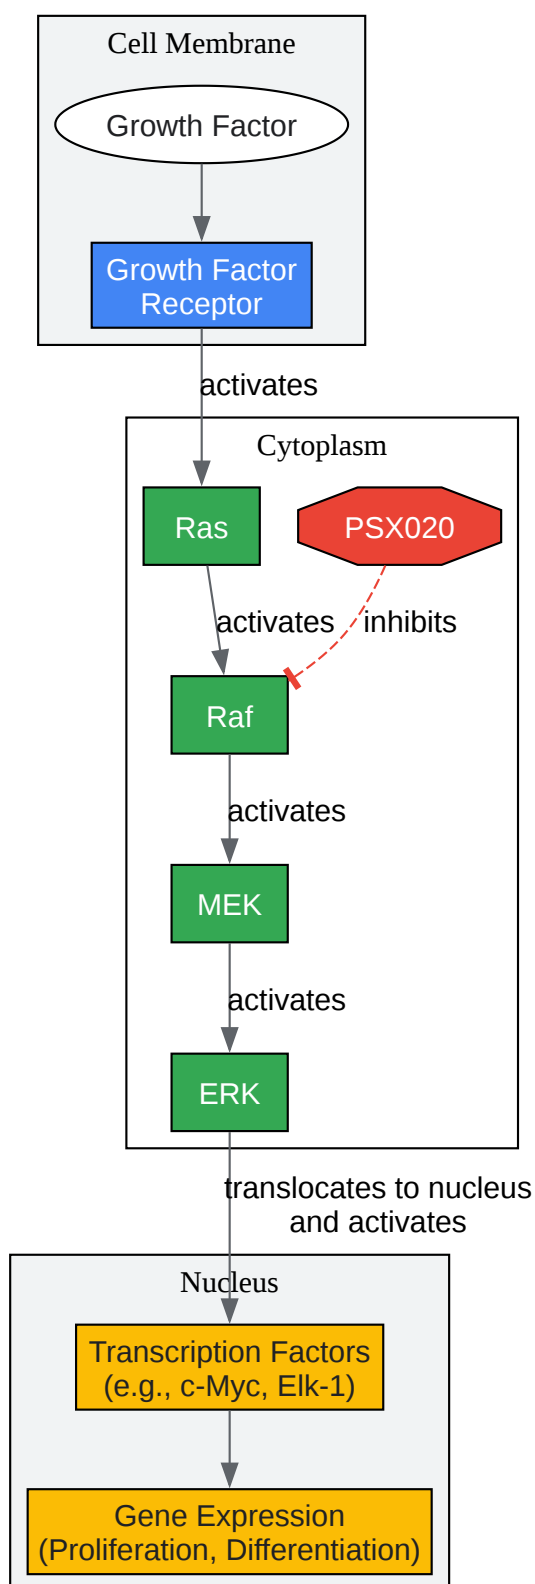 Cell Membrane
Growth Factor
Growth Factor
Receptor
activates
Cytoplasm
Ras
PSX020
activates
inhibits
Raf
activates
MEK
activates
ERK
translocates to nucleus
and activates
Nucleus
Transcription Factors
(e.g., c-Myc, Elk-1)
Gene Expression
(Proliferation, Differentiation)